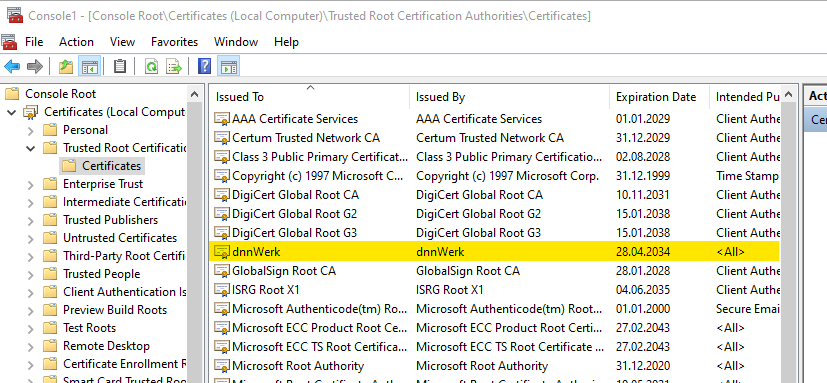 Console1 - [Console Root\Certificates (Local Computer)\Trusted Root Certification Authorities\Certificates]
File Action View Favorites Window Help
Console Root
Certificates (Local Comput
Personal
Trusted Root Certificatio
Certificates
Enterprise Trust
Intermediate Certificati
Trusted Publishers
Untrusted Certificates
Third-Party Root Certifi
Trusted People
Client Authentication Is
Preview Build Roots
Test Roots
Remote Desktop
Certificate Enrollment R
Smart Card Trusted Root
Issued To Issued By Expiration Date Intended Pu
AAA Certificate Services AAA Certificate Services 01.01.2029 Client Authe
Certum Trusted Network CA Certum Trusted Network CA 31.12.2029 Client Authe
Class 3 Public Primary Certificat... Class 3 Public Primary Certificatio... 02.08.2028 Client Authe
Copyright (c) 1997 Microsoft C... Copyright (c) 1997 Microsoft Corp. 31.12.1999 Time Stamp
DigiCert Global Root CA DigiCert Global Root CA 10.11.2031 Client Authe
DigiCert Global Root G2 DigiCert Global Root G2 15.01.2038 Client Authe
DigiCert Global Root G3 DigiCert Global Root G3 15.01.2038 Client Authe
dnnWerk dnnWerk 28.04.2034 <All>
GlobalSign Root CA GlobalSign Root CA 28.01.2028 Client Authe
ISRG Root X1 ISRG Root X1 04.06.2035 Client Authe
Microsoft Authenticode(tm) Ro... Microsoft Authenticode(tm) Root... 01.01.2000 Secure Emai
Microsoft ECC Product Root Certi... Microsoft ECC Product Root Certi... 27.02.2043 <All>
Microsoft ECC TS Root Certificate ... Microsoft ECC TS Root Certificate ... 27.02.2043 <All>
Microsoft Root Authority Microsoft Root Authority 31.12.2020 <All>
Act
Cer